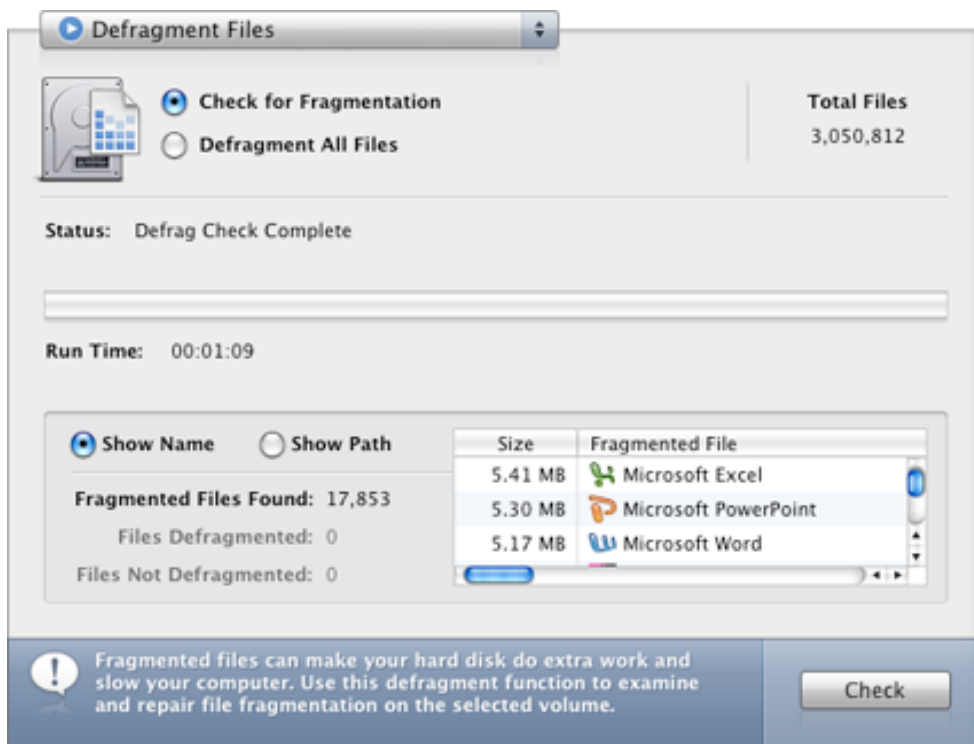 Defragment Files
Check for Fragmentation
Defragment All Files
Total Files
3,050,812
Status: Defrag Check Complete
Run Time: 00:01:09
Show Name Show Path
Fragmented Files Found: 17,853
Files Defragmented: 0
Files Not Defragmented: 0
Size Fragmented File
5.41 MB Microsoft Excel
5.30 MB Microsoft PowerPoint
5.17 MB Microsoft Word
Fragmented files can make your hard disk do extra work and
slow your computer. Use this defragment function to examine
and repair file fragmentation on the selected volume.
Check